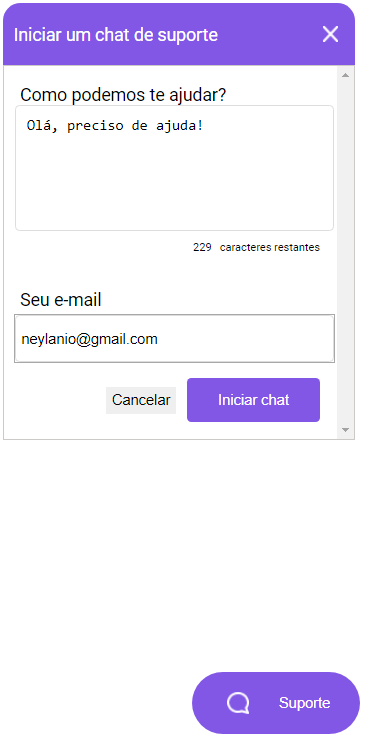 Iniciar um chat de suporte
Como podemos te ajudar?
Olá, preciso de ajuda!
229 caracteres restantes
Seu e-mail
neylanio@gmail.com
Cancelar
Iniciar chat
Suporte